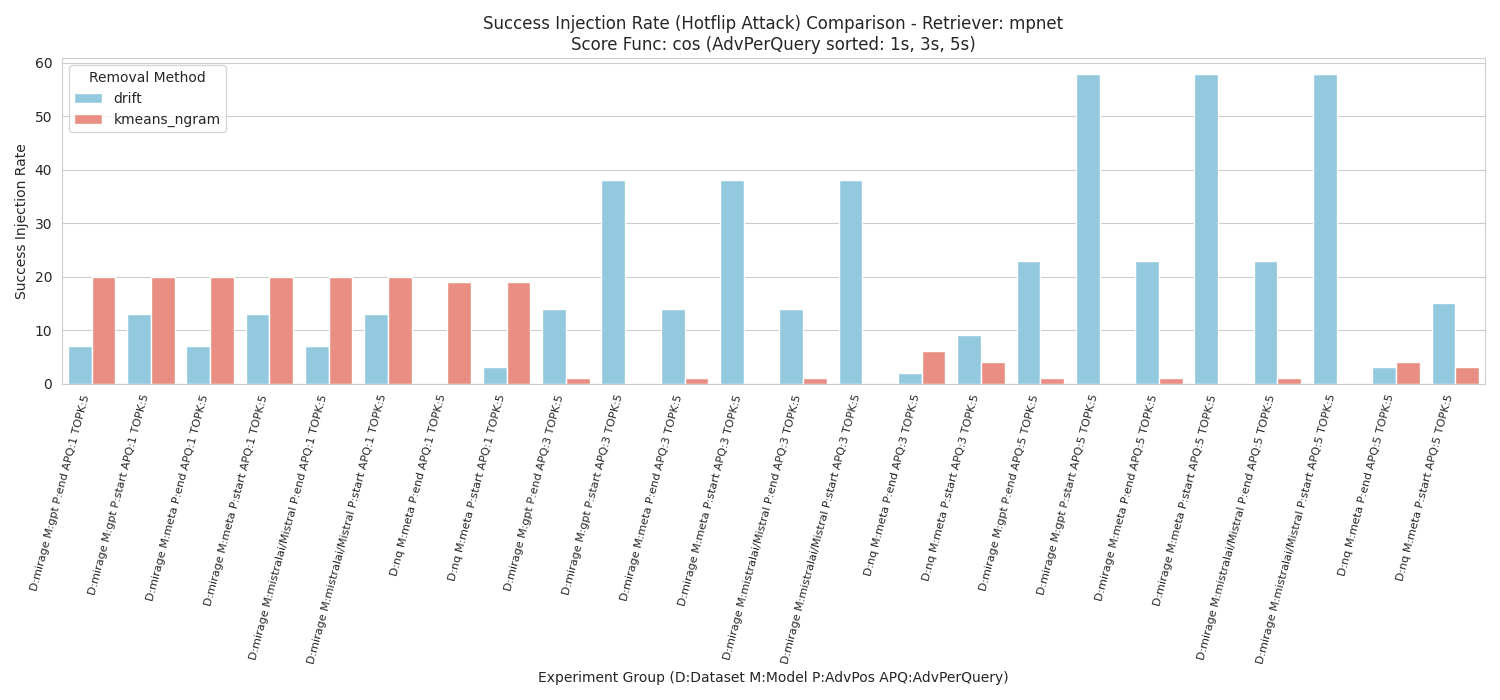 Success Injection Rate (Hotflip Attack) Comparison - Retriever: mpnet
Score Func: cos (AdvPerQuery sorted: 1s, 3s, 5s)
Removal Method
drift
kmeans_ngram
Success Injection Rate
60
50
40
30
20
10
0
D:mirage M:gpt P:end APQ:1 TOPK:5
D:mirage M:gpt P:start APQ:1 TOPK:5
D:mirage M:meta P:end APQ:1 TOPK:5
D:mirage M:meta P:start APQ:1 TOPK:5
D:mirage M:mistralai/Mistral P:end APQ:1 TOPK:5
D:mirage M:mistralai/Mistral P:start APQ:1 TOPK:5
D:nq M:meta P:end APQ:1 TOPK:5
D:nq M:meta P:start APQ:1 TOPK:5
D:mirage M:gpt P:end APQ:3 TOPK:5
D:mirage M:gpt P:start APQ:3 TOPK:5
D:mirage M:meta P:end APQ:3 TOPK:5
D:mirage M:meta P:start APQ:3 TOPK:5
D:mirage M:mistralai/Mistral P:end APQ:3 TOPK:5
D:mirage M:mistralai/Mistral P:start APQ:3 TOPK:5
D:nq M:meta P:end APQ:3 TOPK:5
D:nq M:meta P:start APQ:3 TOPK:5
D:mirage M:gpt P:end APQ:5 TOPK:5
D:mirage M:gpt P:start APQ:5 TOPK:5
D:mirage M:meta P:end APQ:5 TOPK:5
D:mirage M:meta P:start APQ:5 TOPK:5
D:mirage M:mistralai/Mistral P:end APQ:5 TOPK:5
D:mirage M:mistralai/Mistral P:start APQ:5 TOPK:5
D:nq M:meta P:end APQ:5 TOPK:5
D:nq M:meta P:start APQ:5 TOPK:5
Experiment Group (D:Dataset M:Model P:AdvPos APQ:AdvPerQuery)